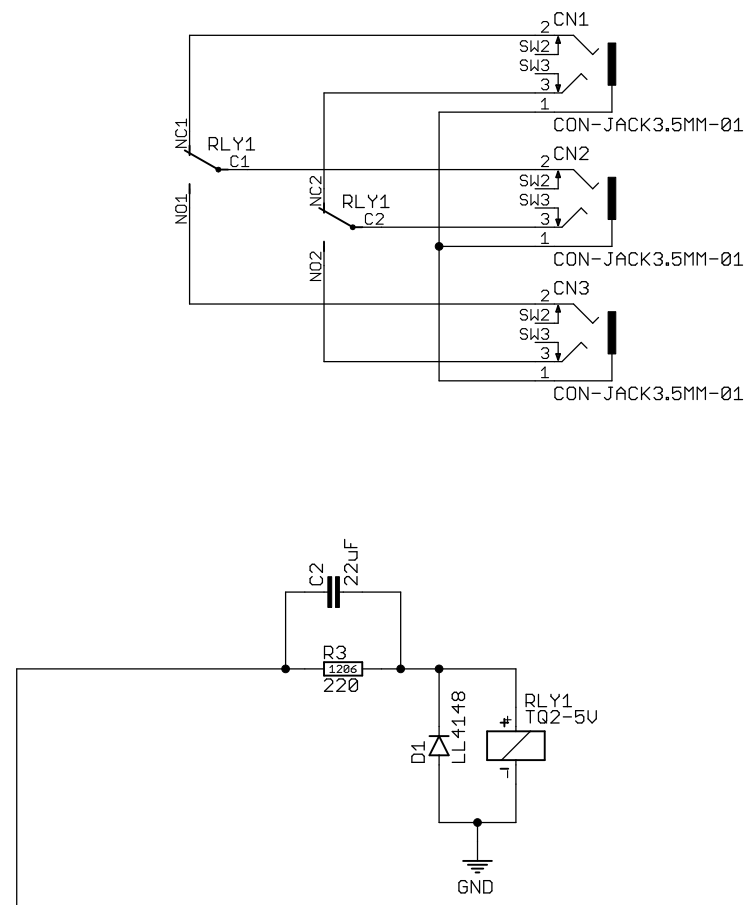 2 CN1
SW2
SW3
3
1
CON-JACK3.5MM-01
NC1
RLY1
C1
NO1
2 CN2
SW2
SW3
3
1
CON-JACK3.5MM-01
NC2
RLY1
C2
NO2
2 CN3
SW2
SW3
3
1
CON-JACK3.5MM-01
C2
22uF
R3
1206
220
D1
LL4148
RLY1
TQ2-5V
+
-
GND